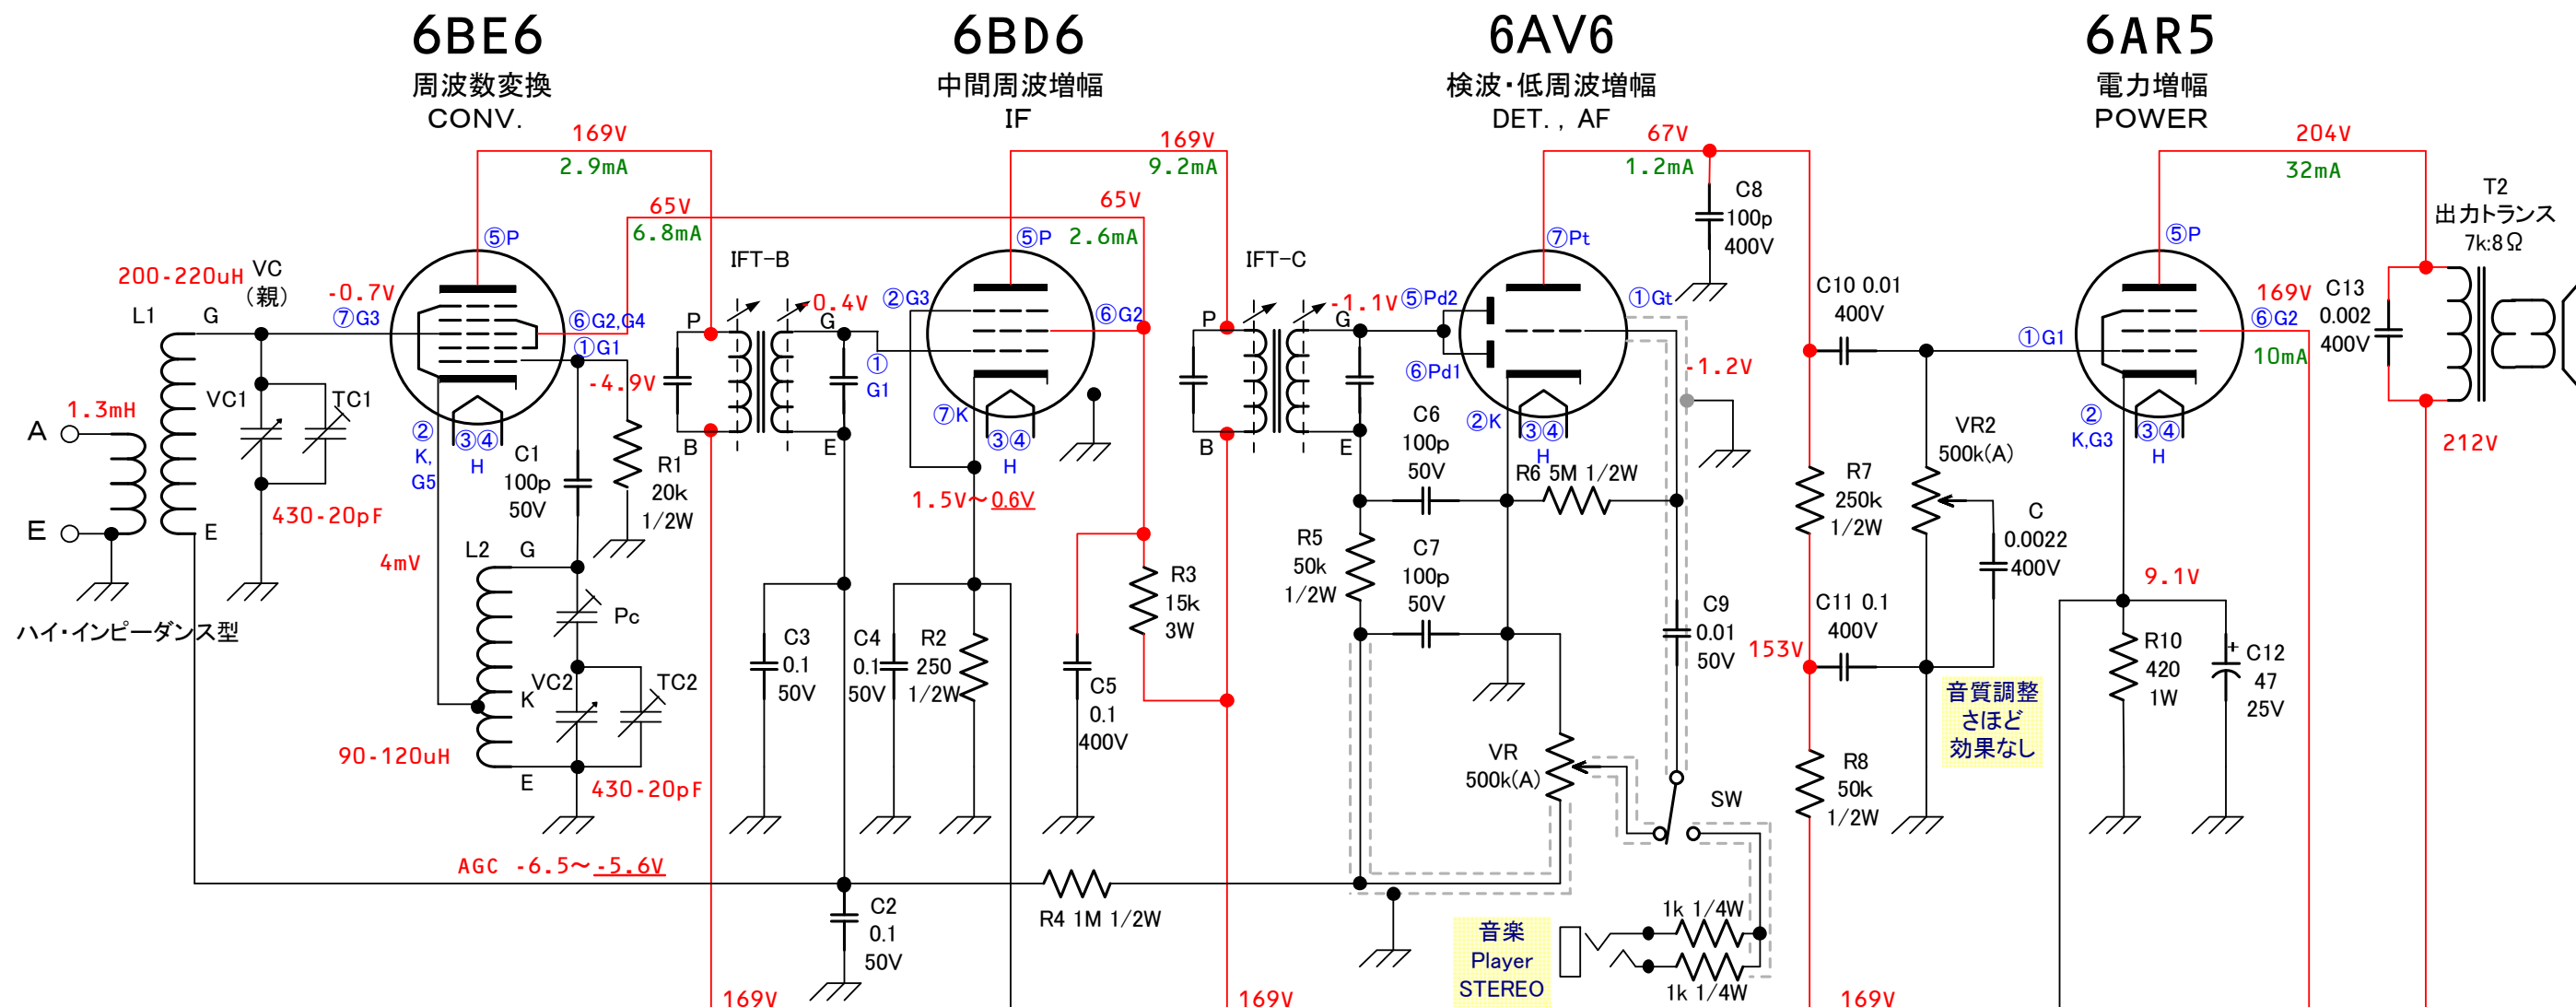 6BE6
周波数変換
CONV.
6BD6
中間周波増幅
IF
6AV6
検波・低周波増幅
DET., AF
6AR5
電力増幅
POWER
169V
2.9mA
65V
6.8mA
169V
9.2mA
65V
2.6mA
67V
1.2mA
C8
100p
400V
204V
32mA
T2
出力トランス
7k:8Ω
⑤P
⑤P
⑦Pt
⑤P
200-220uH
VC
(親)
L1
G
-0.7V
⑦G3
⑥G2,G4
①G1
-4.9V
IFT-B
P
-0.4V
G
②G3
①
G1
⑥G2
IFT-C
P
-1.1V
G
⑤Pd2
⑥Pd1
①Gt
-1.2V
C10 0.01
400V
①G1
169V
⑥G2
10mA
C13
0.002
400V
212V
1.3mH
A
E
VC1
TC1
430-20pF
E
②
K,
G5
③④
H
C1
100p
50V
R1
20k
1/2W
B
E
⑦K
③④
H
1.5V～0.6V
B
E
C6
100p
50V
②K
③④
H
R6 5M 1/2W
R7
250k
1/2W
VR2
500k(A)
C
0.0022
400V
②
K,G3
③④
H
ハイ・インピーダンス型
4mV
L2
G
Pc
K
VC2
TC2
90-120uH
E
430-20pF
C3
0.1
50V
C4
0.1
50V
R2
250
1/2W
R3
15k
3W
C5
0.1
400V
R5
50k
1/2W
C7
100p
50V
C9
0.01
50V
153V
C11 0.1
400V
9.1V
R10
420
1W
+
C12
47
25V
音質調整
さほど
効果なし
VR
500k(A)
SW
R8
50k
1/2W
AGC -6.5～-5.6V
C2
0.1
50V
R4 1M 1/2W
音楽
Player
STEREO
1k 1/4W
1k 1/4W
169V
169V
169V